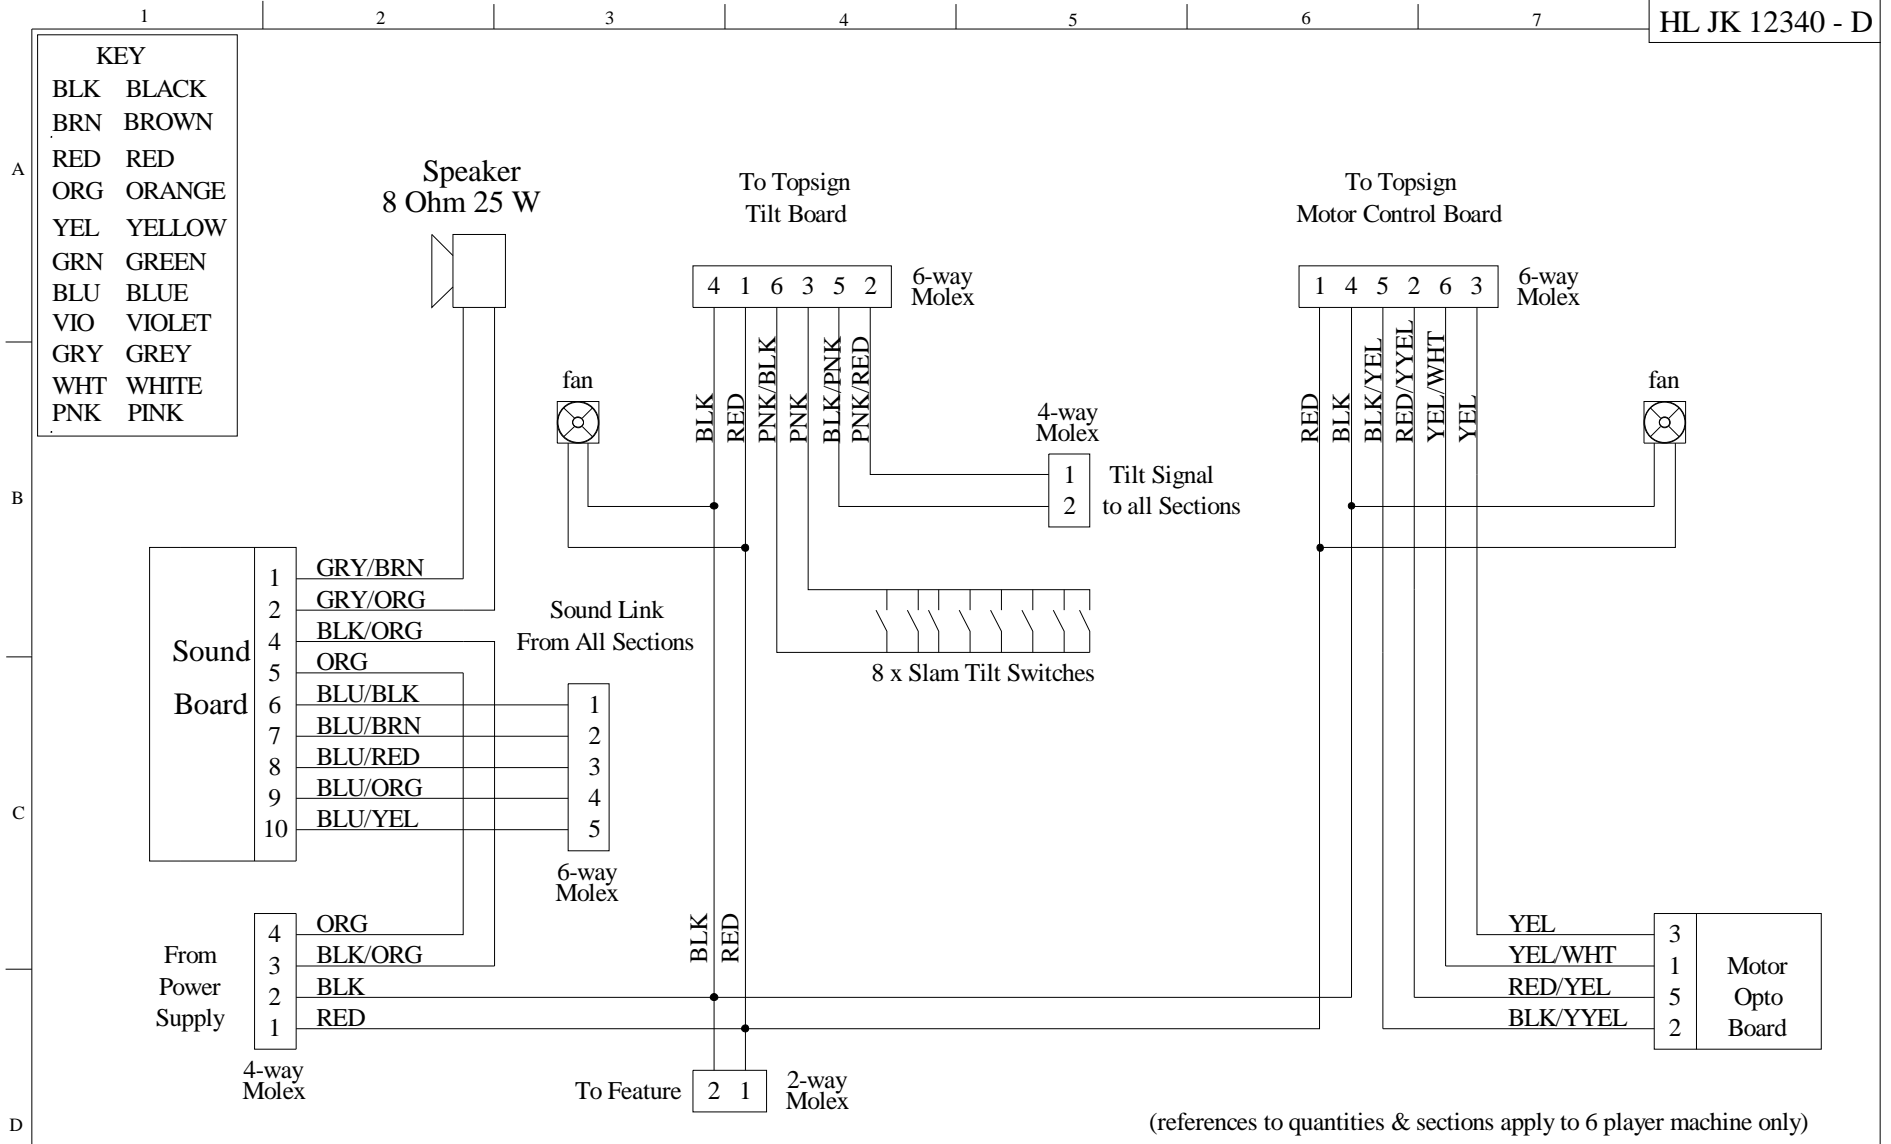 1 2 3 4 5 6 7
HL JK 12340 - D
A
B
C
D
KEY
BLK BLACK
BRN BROWN
RED RED
ORG ORANGE
YEL YELLOW
GRN GREEN
BLU BLUE
VIO VIOLET
GRY GREY
WHT WHITE
PNK PINK
Speaker
8 Ohm 25 W
To Topsign
Tilt Board
4 1 6 3 5 2
6-way
Molex
BLK
RED
PNK/BLK
PNK
BLK/PNK
PNK/RED
To Topsign
Motor Control Board
1 4 5 2 6 3
6-way
Molex
RED
BLK
BLK/YEL
RED/YYEL
YEL/WHT
YEL
fan
fan
4-way
Molex
1
2
Tilt Signal
to all Sections
8 x Slam Tilt Switches
Sound
Board
1 GRY/BRN
2 GRY/ORG
4 BLK/ORG
5 ORG
6 BLU/BLK
7 BLU/BRN
8 BLU/RED
9 BLU/ORG
10 BLU/YEL
Sound Link
From All Sections
1
2
3
4
5
6-way
Molex
From
Power
Supply
4 ORG
3 BLK/ORG
2 BLK
1 RED
4-way
Molex
BLK
RED
To Feature
2 1
2-way
Molex
YEL 3
YEL/WHT 1
RED/YEL 5
BLK/YYEL 2
Motor
Opto
Board
(references to quantities & sections apply to 6 player machine only)